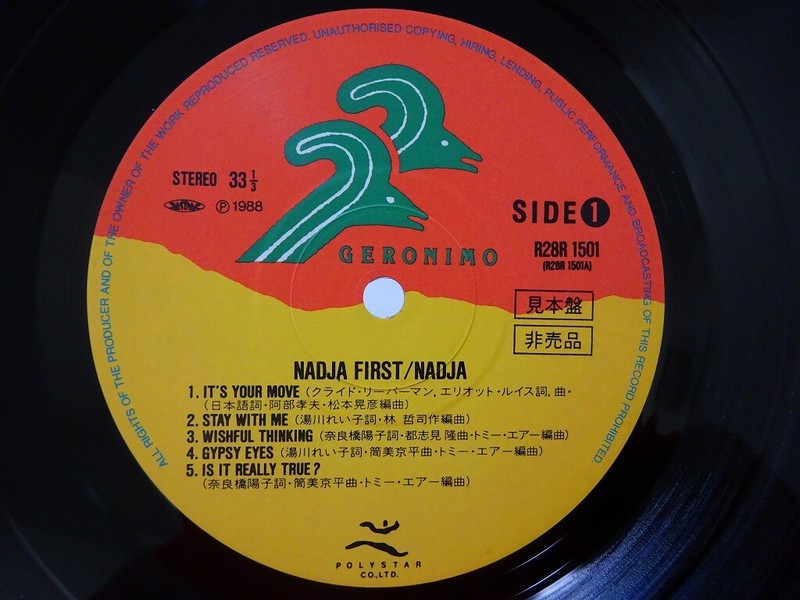 ALL RIGHTS OF THE PRODUCER AND OF THE OWNER OF THE WORK REPRODUCED RESERVED. UNAUTHORISED COPYING, HIRING, LENDING, PUBLIC PERFORMANCE AND BROADCASTING OF THIS RECORD PROHIBITED.
STEREO 33 1/3
JASRAC Ⓟ1988
SIDE 1
R28R 1501
(R28R 1501A)
GERONIMO
見本盤
非売品
NADJA FIRST/NADJA
1. IT'S YOUR MOVE (クライド・リーバーマン, エリオット・ルイス詞, 曲・
(日本語詞・阿部孝夫・松本晃彦編曲)
2. STAY WITH ME (湯川れい子詞・林 哲司作編曲)
3. WISHFUL THINKING (奈良橋陽子詞・都志見 隆曲・トミー・エアー編曲)
4. GYPSY EYES (湯川れい子詞・筒美京平曲・トミー・エアー編曲)
5. IS IT REALLY TRUE?
(奈良橋陽子詞・筒美京平曲・トミー・エアー編曲)
POLYSTAR
CO., LTD.